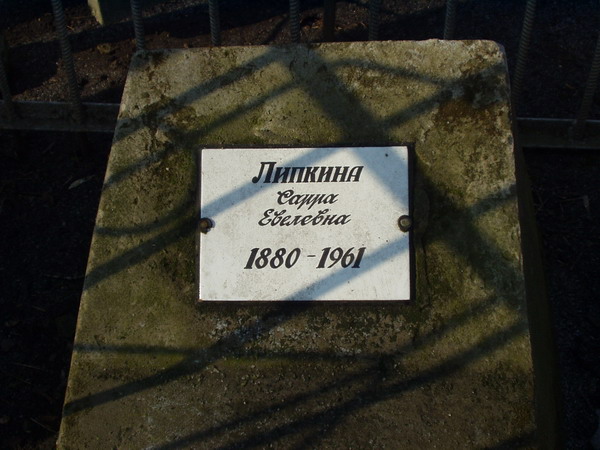 Липкина
Сарра
Евелевна
1880 - 1961